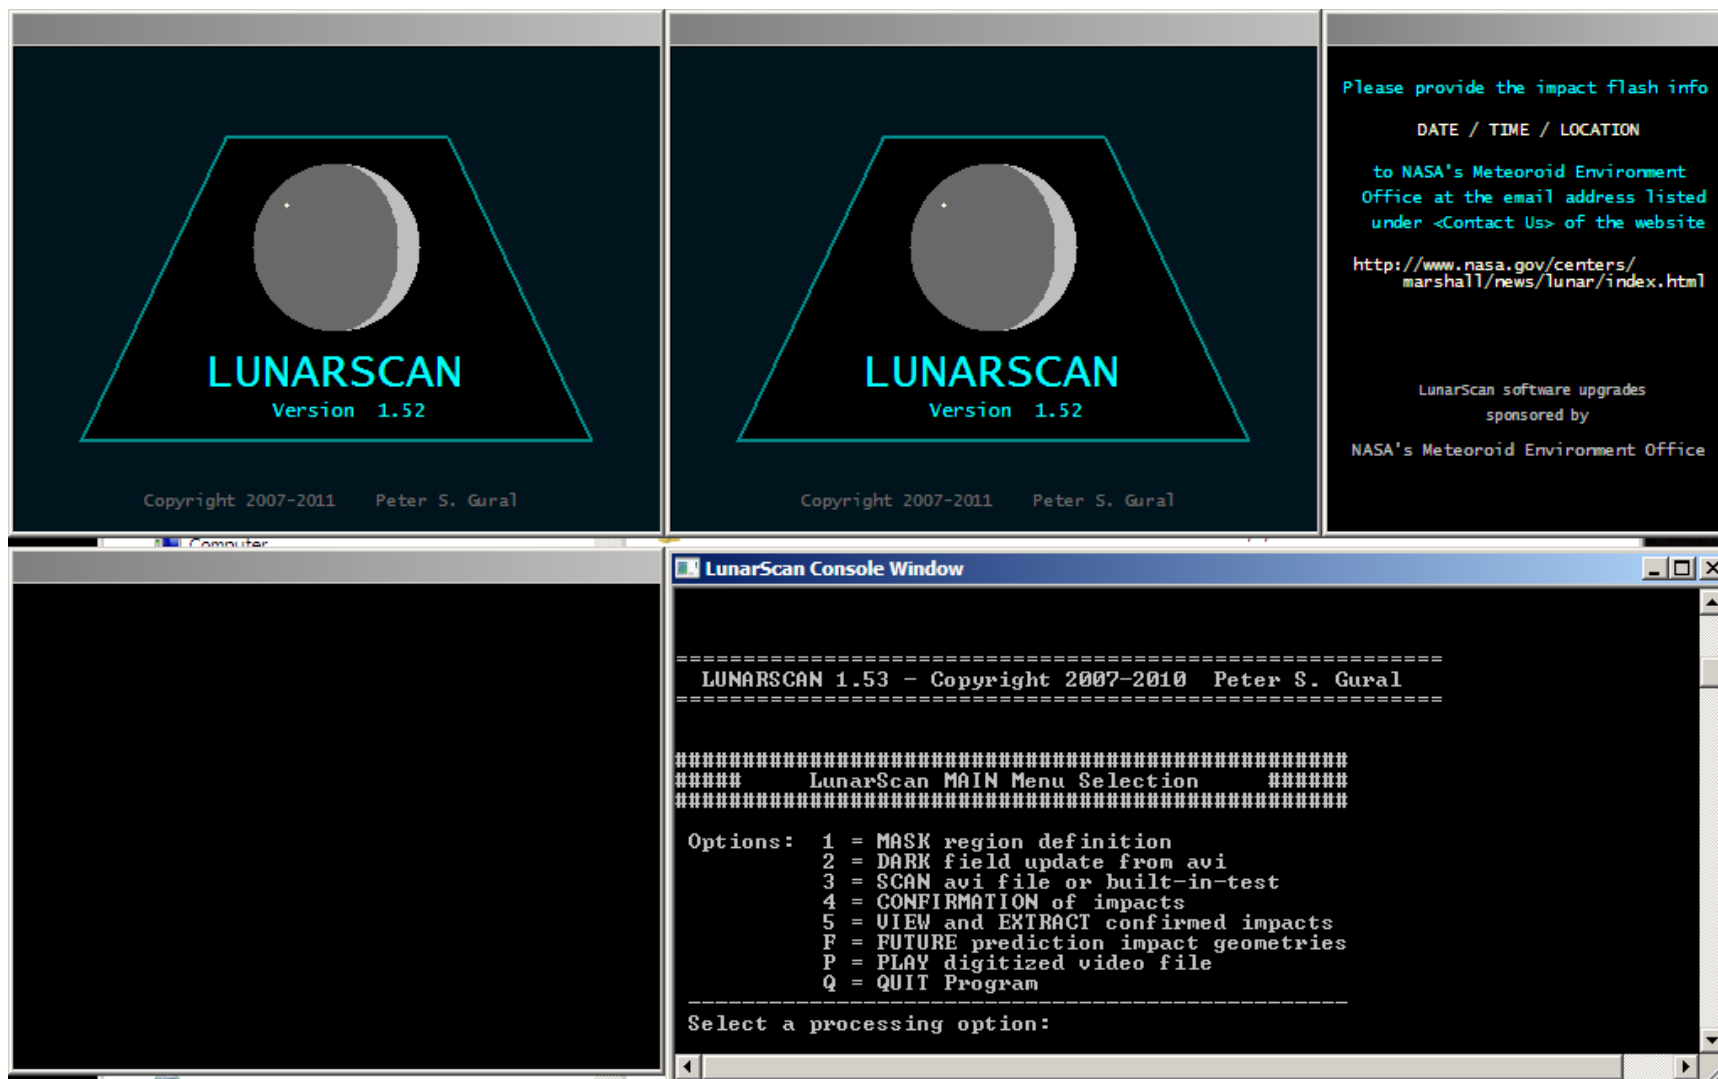 LUNARSCAN
Version 1.52
Copyright 2007-2011 Peter S. Gural
LUNARSCAN
Version 1.52
Copyright 2007-2011 Peter S. Gural
Please provide the impact flash info
DATE / TIME / LOCATION
to NASA's Meteoroid Environment
Office at the email address listed
under <Contact Us> of the website
http://www.nasa.gov/centers/
marshall/news/lunar/index.html
LunarScan software upgrades
sponsored by
NASA's Meteoroid Environment Office
Computer
LunarScan Console Window
======================================================
LUNARSCAN 1.53 - Copyright 2007-2010 Peter S. Gural
======================================================
##################################################
##### LunarScan MAIN Menu Selection ######
##################################################
Options: 1 = MASK region definition
2 = DARK field update from avi
3 = SCAN avi file or built-in-test
4 = CONFIRMATION of impacts
5 = VIEW and EXTRACT confirmed impacts
F = FUTURE prediction impact geometries
P = PLAY digitized video file
Q = QUIT Program
-------------------------------------------------
Select a processing option: